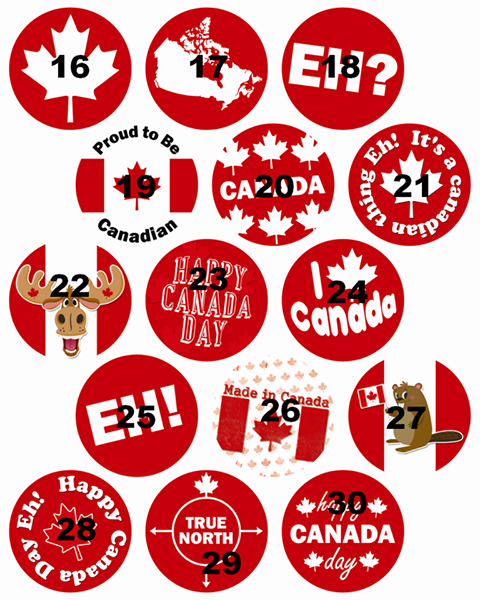 16
17
EH?
18
Proud to Be
19
Canadian
CANADA
20
Eh! It's a canadian thing
21
22
HAPPY
CANADA
DAY
23
I
Canada
24
EH!
25
Made in Canada
26
27
Happy Canada Day Eh!
28
TRUE
NORTH
29
happy
CANADA
day
30